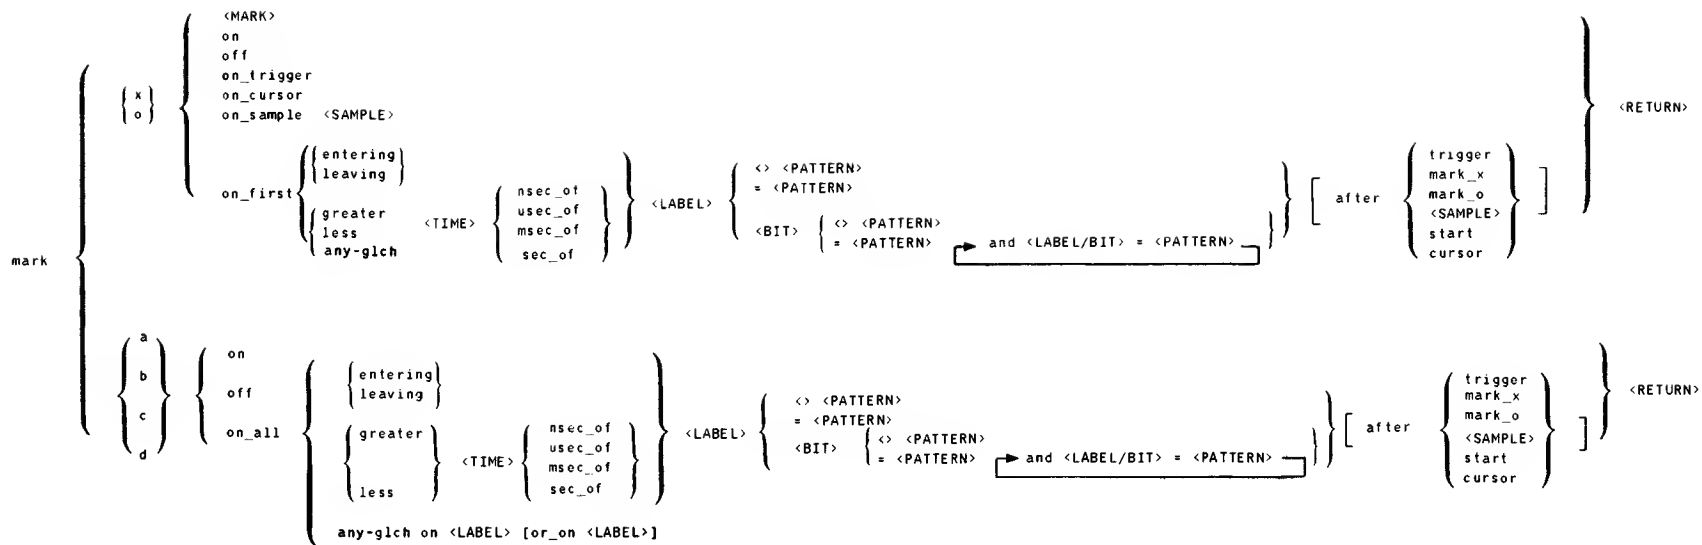 <MARK>
on
off
on_trigger
x
on_cursor
o
on_sample <SAMPLE>
<RETURN>
entering
leaving
on_first
greater
less
any-glch
<TIME>
nsec_of
usec_of
msec_of
sec_of
<LABEL>
<> <PATTERN>
= <PATTERN>
<BIT>
<> <PATTERN>
= <PATTERN>
and <LABEL/BIT> = <PATTERN>
[ after
trigger
mark_x
mark_o
<SAMPLE>
start
cursor
]
mark
a
b
c
d
on
off
on_all
entering
leaving
greater
less
<TIME>
nsec_of
usec_of
msec_of
sec_of
<LABEL>
<> <PATTERN>
= <PATTERN>
<BIT>
<> <PATTERN>
= <PATTERN>
and <LABEL/BIT> = <PATTERN>
[ after
trigger
mark_x
mark_o
<SAMPLE>
start
cursor
]
<RETURN>
any-glch on <LABEL> [or_on <LABEL>]